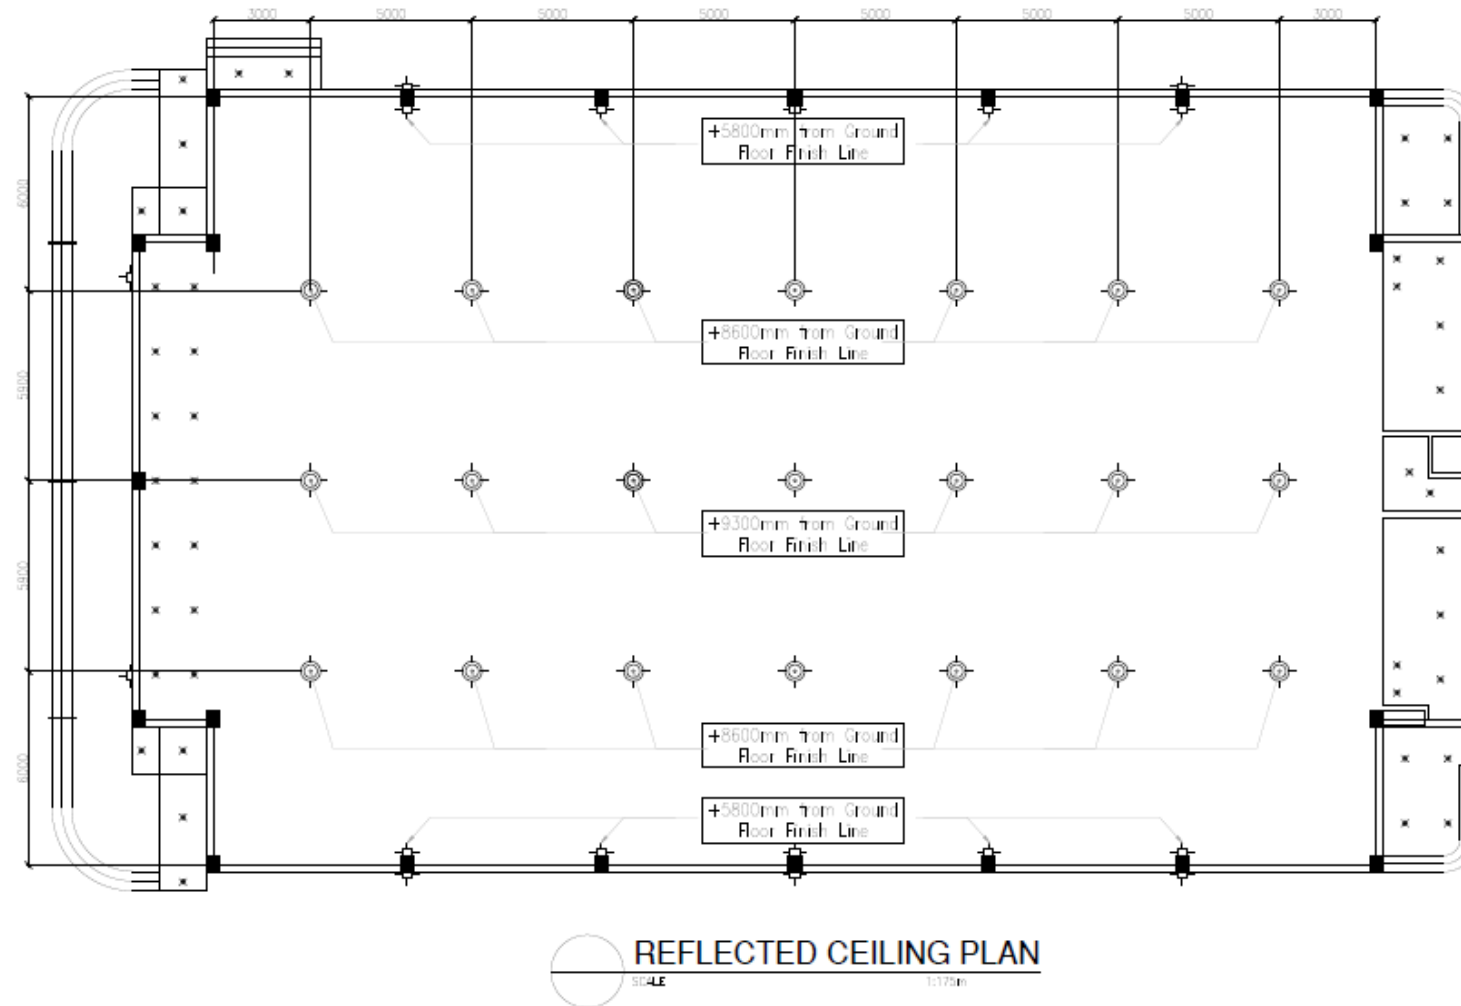 3000 5000 5000 5000 5000 5000 5000 3000
+5800mm from Ground
Floor Finish Line
6000
+8600mm from Ground
Floor Finish Line
5900
+9300mm from Ground
Floor Finish Line
5900
+8600mm from Ground
Floor Finish Line
6000
+5800mm from Ground
Floor Finish Line
REFLECTED CEILING PLAN
SCALE 1:175m